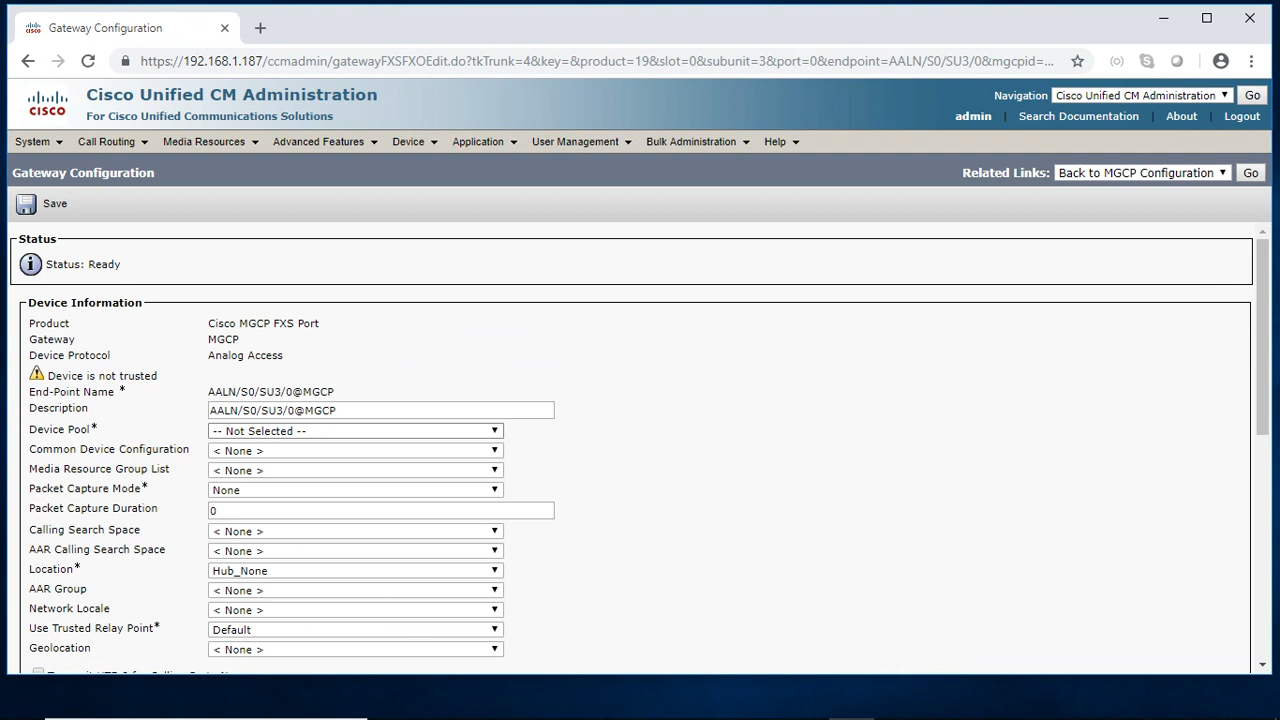 Gateway Configuration
https://192.168.1.187/ccmadmin/gatewayFXSFXOEdit.do?tkTrunk=4&key=&product=19&slot=0&subunit=3&port=0&endpoint=AALN/S0/SU3/0&mgcpid=...
CISCO
Cisco Unified CM Administration
For Cisco Unified Communications Solutions
Navigation Cisco Unified CM Administration Go
admin | Search Documentation | About | Logout
System Call Routing Media Resources Advanced Features Device Application User Management Bulk Administration Help
Gateway Configuration
Related Links: Back to MGCP Configuration Go
Save
Status
Status: Ready
Device Information
Product Cisco MGCP FXS Port
Gateway MGCP
Device Protocol Analog Access
Device is not trusted
End-Point Name * AALN/S0/SU3/0@MGCP
Description AALN/S0/SU3/0@MGCP
Device Pool* -- Not Selected --
Common Device Configuration < None >
Media Resource Group List < None >
Packet Capture Mode* None
Packet Capture Duration 0
Calling Search Space < None >
AAR Calling Search Space < None >
Location* Hub_None
AAR Group < None >
Network Locale < None >
Use Trusted Relay Point* Default
Geolocation < None >